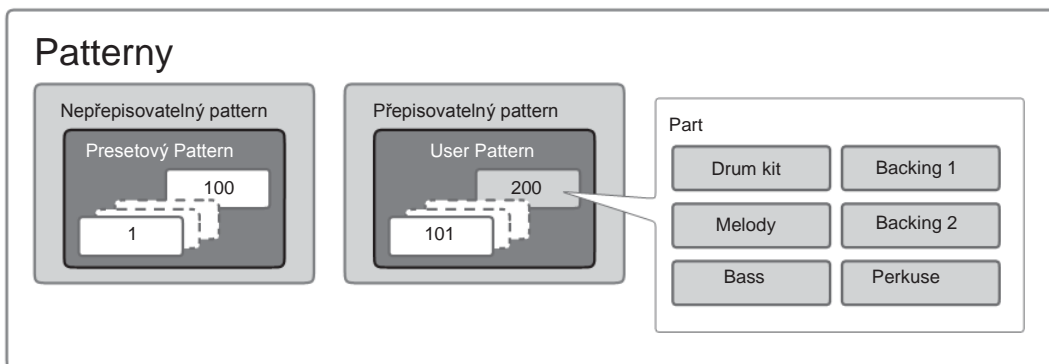 Patterny
Nepřepisovatelný pattern
Presetový Pattern
100
1
Přepisovatelný pattern
User Pattern
200
101
Part
Drum kit
Backing 1
Melody
Backing 2
Bass
Perkuse